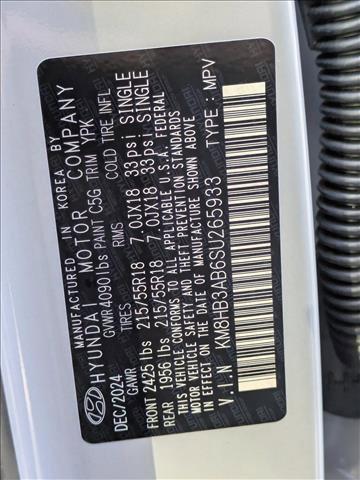 MANUFACTURED IN KOREA BY
HYUNDAI MOTOR COMPANY
DEC/2024 GVWR4090lbs PAINT C5G TRIM YPK
GAWR TIRES RIMS COLD TIRE INFL
FRONT 2425 lbs 215/55R18 7.0JX18 33psi SINGLE
REAR 1956 lbs 215/55R18 7.0JX18 33psi SINGLE
THIS VEHICLE CONFORMS TO ALL APPLICABLE U.S.A. FEDERAL
MOTOR VEHICLE SAFETY THEFT PREVENTION AND BUMPER
STANDARDS IN EFFECT ON THE DATE OF MANUFACTURE SHOWN ABOVE
V.I.N KM8HB3AB6SU265933 TYPE: MPV